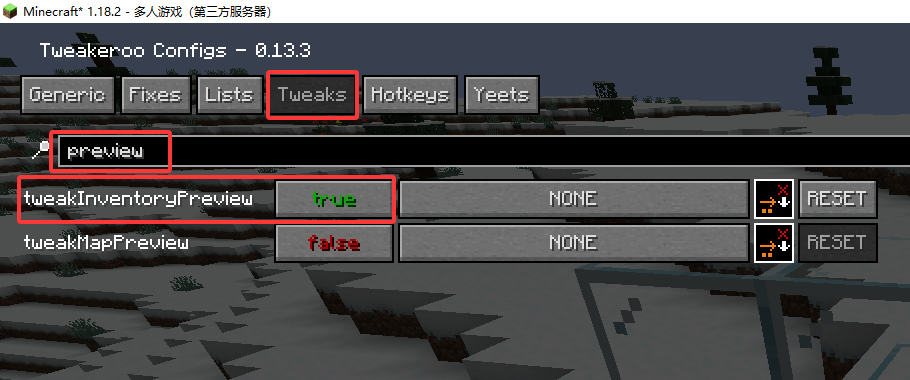 Minecraft* 1.18.2 - 多人游戏（第三方服务器）
Tweakeroo Configs - 0.13.3
Generic Fixes Lists Tweaks Hotkeys Yeets
preview
tweakInventoryPreview true NONE RESET
tweakMapPreview false NONE RESET